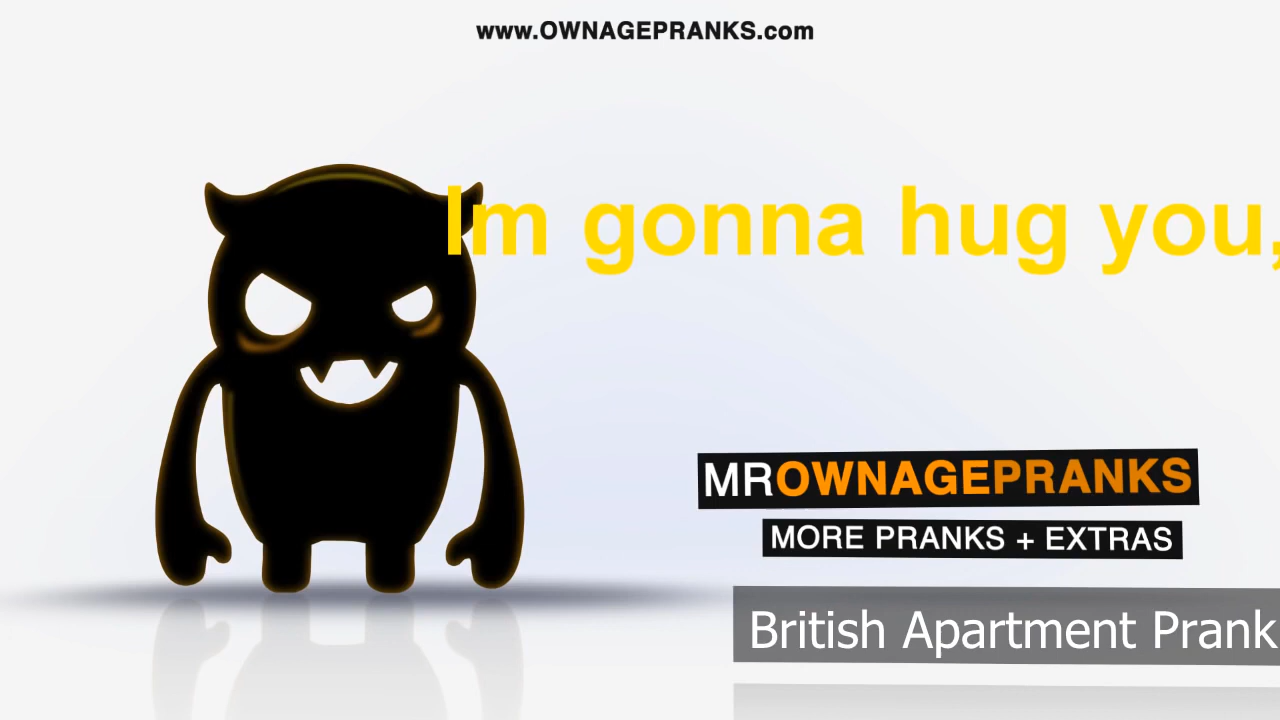 www.OWNAGEPRANKS.com
Im gonna hug you,
MROWNAGEPRANKS
MORE PRANKS + EXTRAS
British Apartment Prank